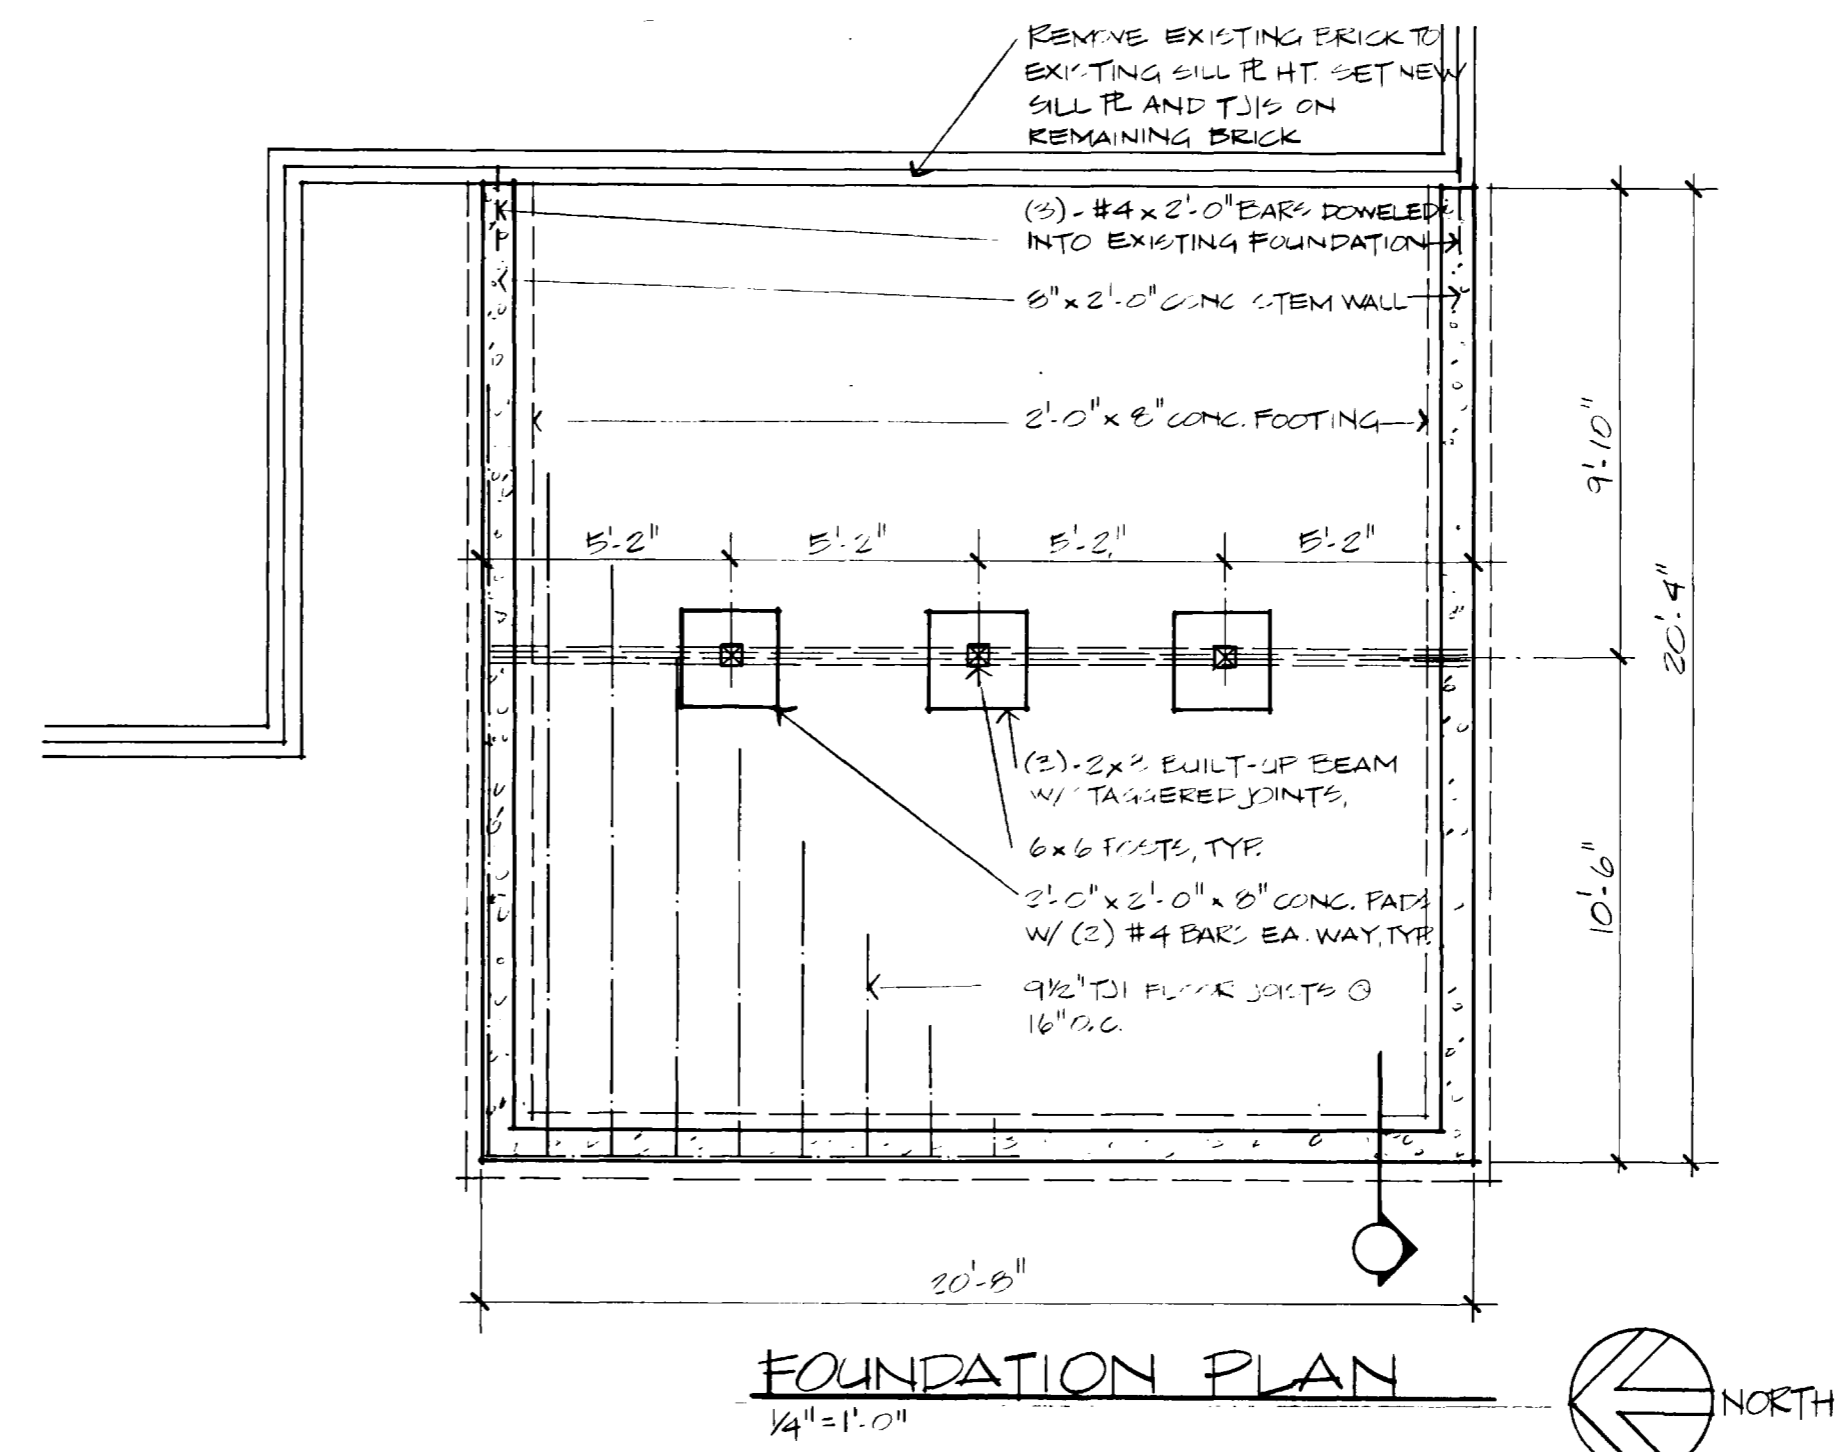 REMOVE EXISTING BRICK TO
EXISTING SILL PL HT. SET NEW
SILL PL AND TJIS ON
REMAINING BRICK
(3)-#4 x 2'-0" BARS DOWELED
INTO EXISTING FOUNDATION
8" x 2'-0" CONC STEM WALL
2'-0" x 8" CONC. FOOTING
9'-10"
5'-2" 5'-2" 5'-2" 5'-2"
20'-4"
(3)-2x8 BUILT-UP BEAM
W/ STAGGERED JOINTS,
6x6 POSTS, TYP.
10'-6"
2'-0" x 2'-0" x 8" CONC. PADS
W/ (2) #4 BARS EA. WAY, TYP.
9½" TJI FLOOR JOISTS @
16" O.C.
20'-8"
FOUNDATION PLAN
1/4"=1'-0"
NORTH